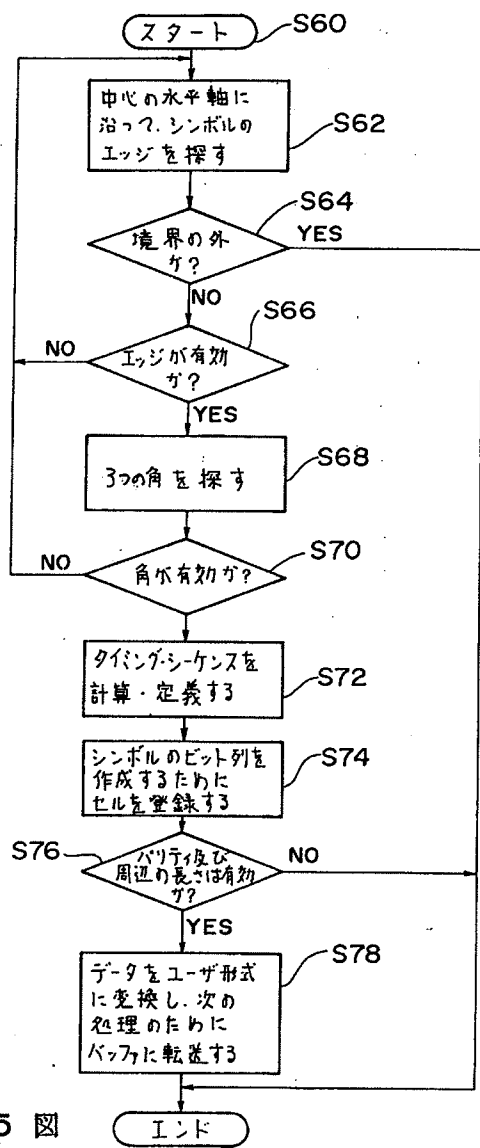 スタート
S60
中心の水平軸に
沿って、シンボルの
エッジを探す
S62
S64
境界の外
か?
YES
NO
S66
エッジが有効
か?
NO
YES
3つの角を探す
S68
S70
角が有効か?
NO
タイミング・シーケンスを
計算・定義する
S72
シンボルのビット列を
作成するために
セルを登録する
S74
S76
パリティ及び
周辺の長さは有効
か?
NO
YES
S78
データをユーザ形式
に変換し、次の
処理のために
バッファに転送する
5 図
エンド